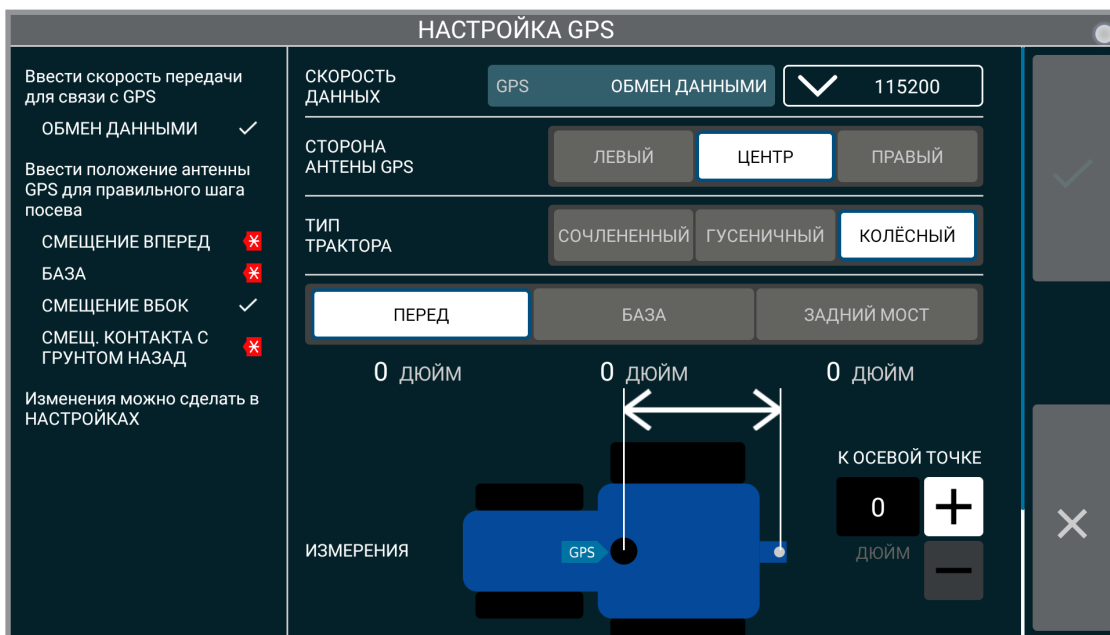 НАСТРОЙКА GPS
Ввести скорость передачи
для связи с GPS
ОБМЕН ДАННЫМИ
Ввести положение антенны
GPS для правильного шага
посева
СМЕЩЕНИЕ ВПЕРЕД
БАЗА
СМЕЩЕНИЕ ВБОК
СМЕЩ. КОНТАКТА С
ГРУНТОМ НАЗАД
Изменения можно сделать в
НАСТРОЙКАХ
СКОРОСТЬ
ДАННЫХ
GPS ОБМЕН ДАННЫМИ 115200
СТОРОНА
АНТЕНЫ GPS
ЛЕВЫЙ ЦЕНТР ПРАВЫЙ
ТИП
ТРАКТОРА
СОЧЛЕНЕННЫЙ ГУСЕНИЧНЫЙ КОЛЁСНЫЙ
ПЕРЕД БАЗА ЗАДНИЙ МОСТ
0 ДЮЙМ 0 ДЮЙМ 0 ДЮЙМ
К ОСЕВОЙ ТОЧКЕ
0
ДЮЙМ
ИЗМЕРЕНИЯ
GPS